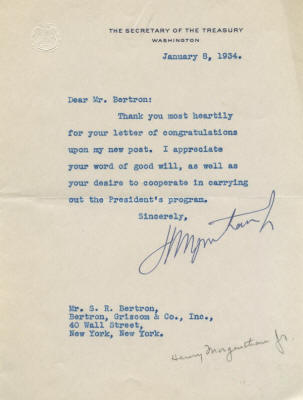 THE SECRETARY OF THE TREASURY
WASHINGTON
January 8, 1934.
Dear Mr. Bertron:
Thank you most heartily
for your letter of congratulations
upon my new post. I appreciate
your word of good will, as well as
your desire to cooperate in carrying
out the President's program.
Sincerely,
H Morgenthau Jr
Mr. S. R. Bertron,
Bertron, Griscom & Co., Inc.,
40 Wall Street,
New York, New York.
Henry Morgenthau Jr.